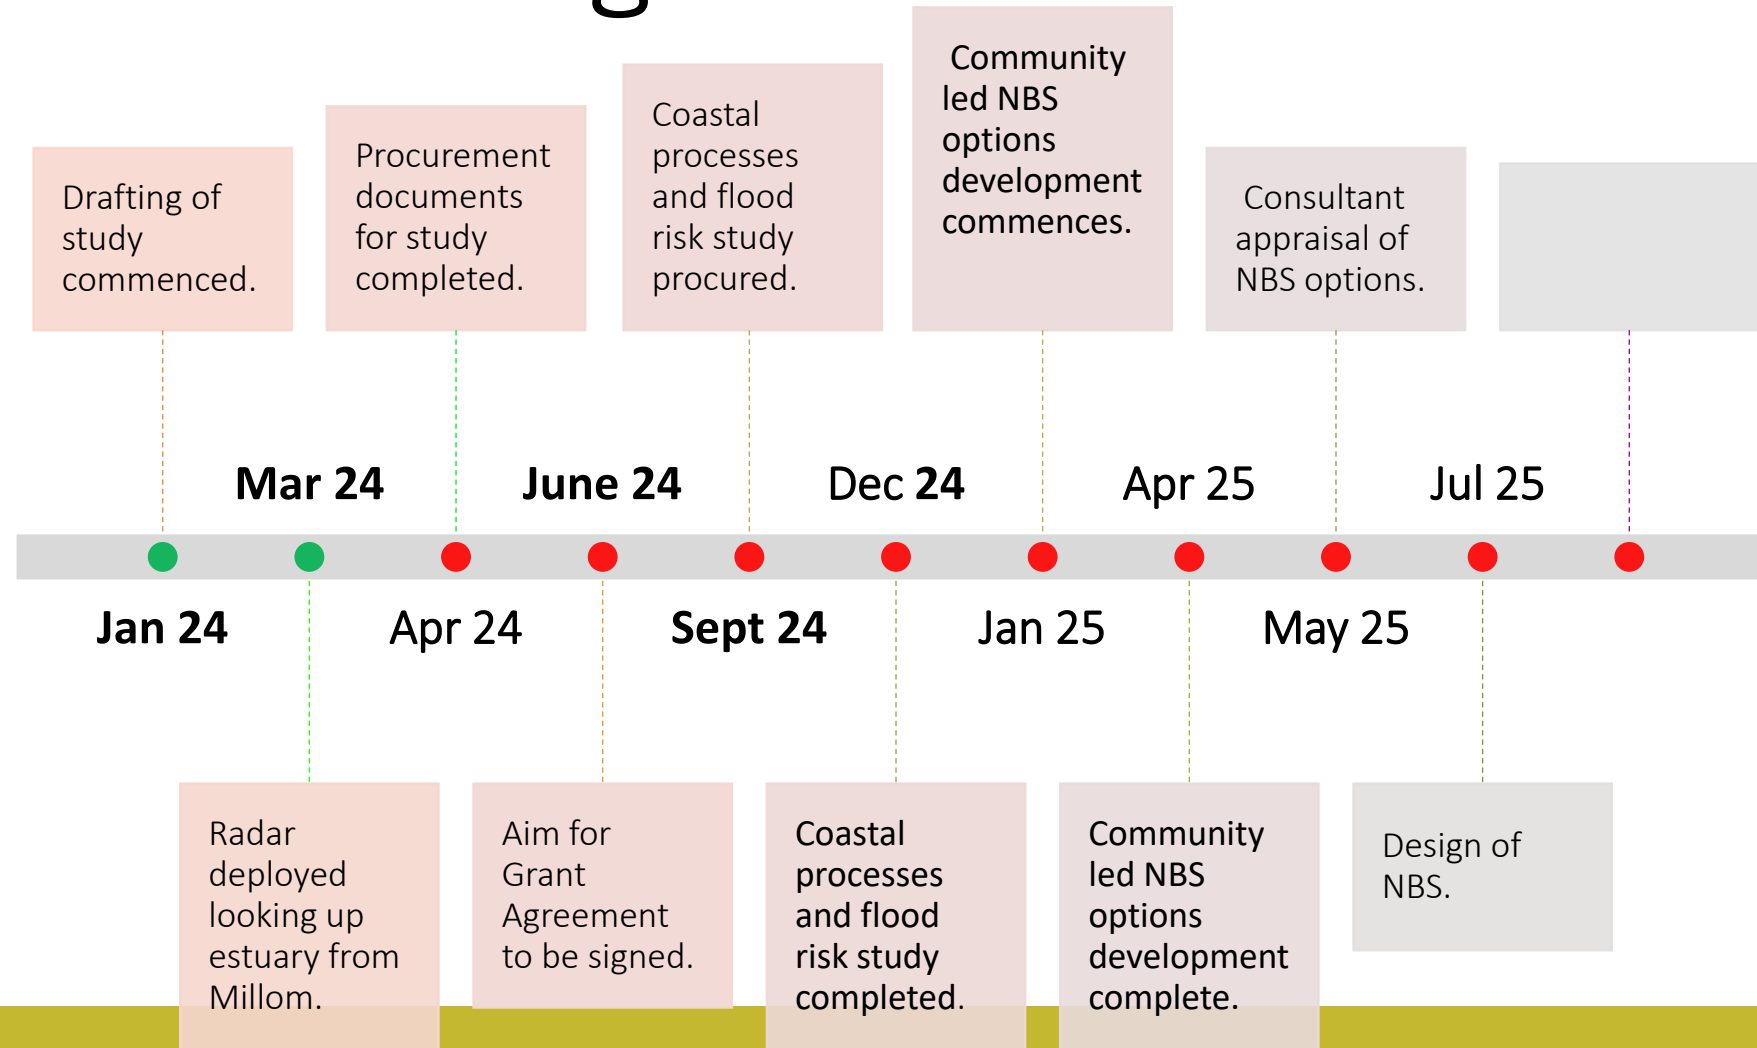 Drafting of
study
commenced.
Procurement
documents
for study
completed.
Coastal
processes
and flood
risk study
procured.
Community
led NBS
options
development
commences.
Consultant
appraisal of
NBS options.
Mar 24
June 24
Dec 24
Apr 25
Jul 25
Jan 24
Apr 24
Sept 24
Jan 25
May 25
Radar
deployed
looking up
estuary from
Millom.
Aim for
Grant
Agreement
to be signed.
Coastal
processes
and flood
risk study
completed.
Community
led NBS
options
development
complete.
Design of
NBS.